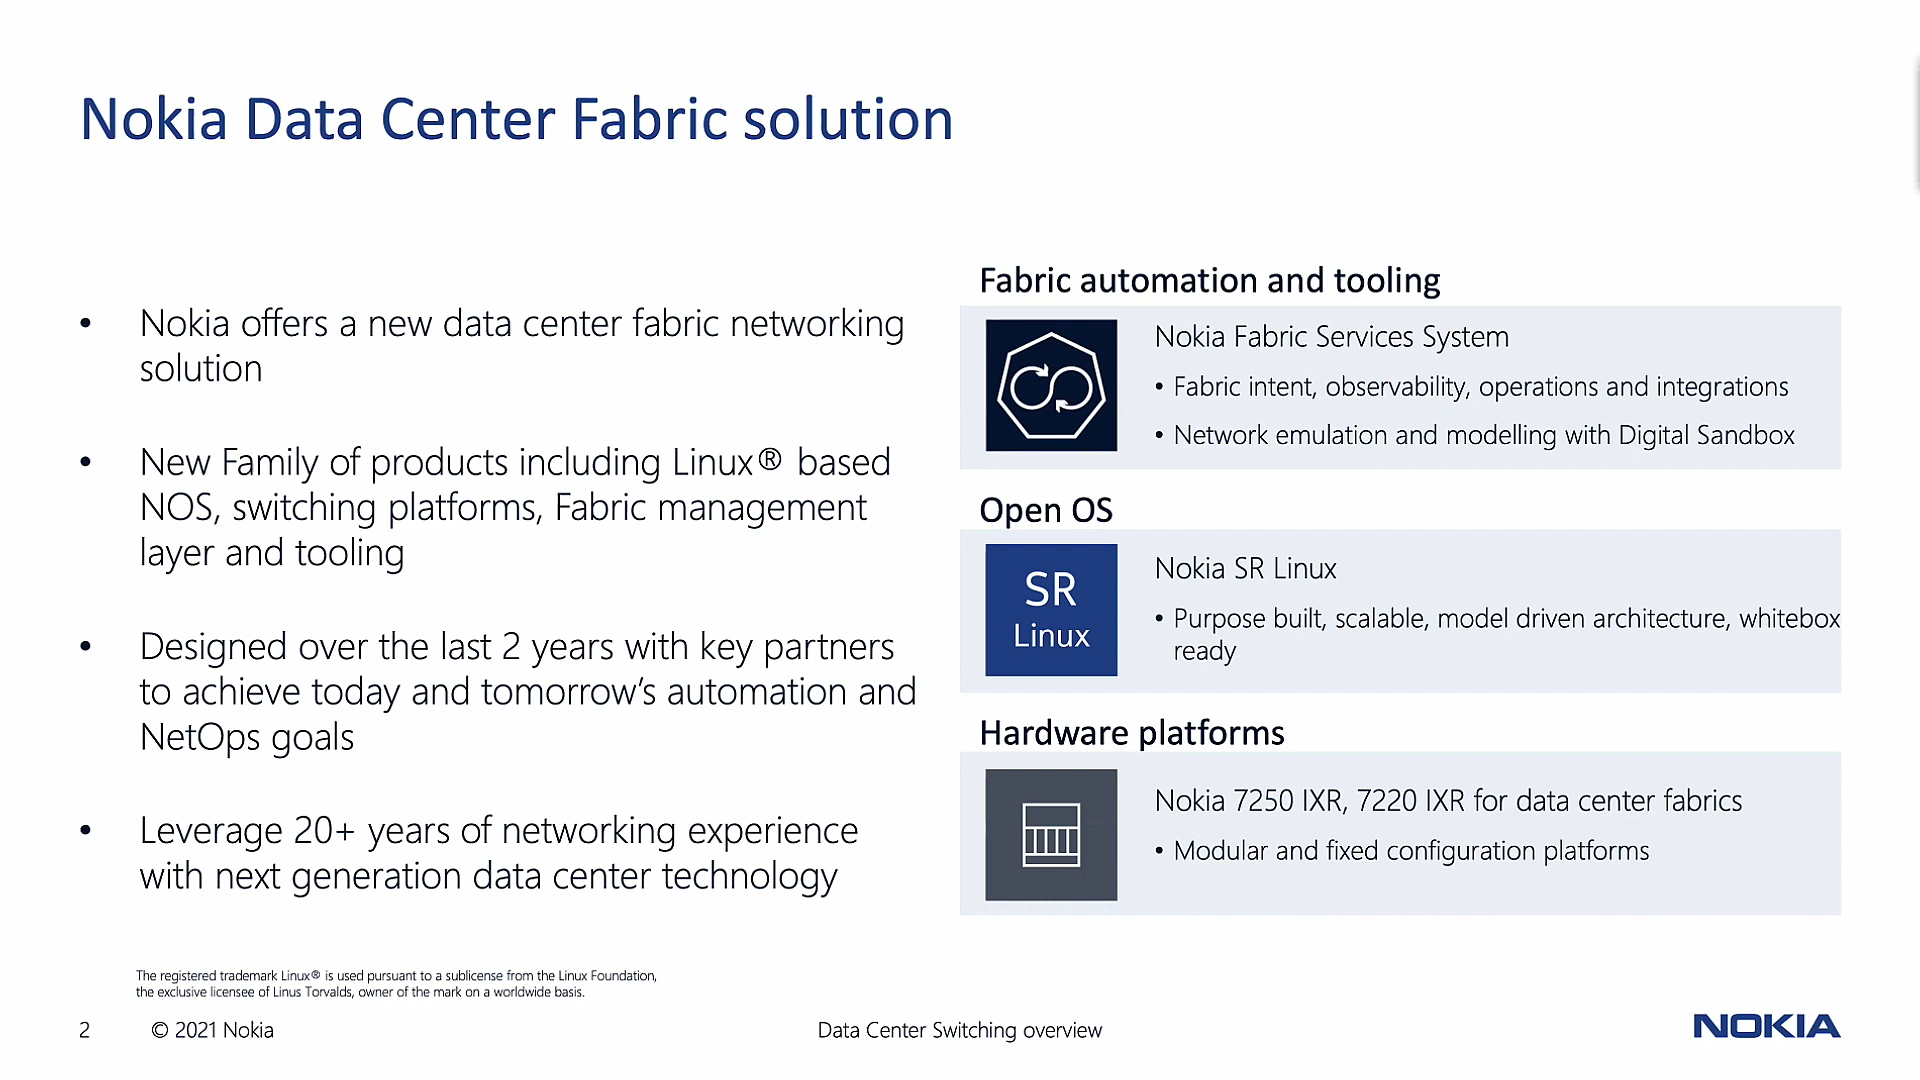 Nokia Data Center Fabric solution
• Nokia offers a new data center fabric networking
solution
• New Family of products including Linux® based
NOS, switching platforms, Fabric management
layer and tooling
• Designed over the last 2 years with key partners
to achieve today and tomorrow’s automation and
NetOps goals
• Leverage 20+ years of networking experience
with next generation data center technology
Fabric automation and tooling
Nokia Fabric Services System
• Fabric intent, observability, operations and integrations
• Network emulation and modelling with Digital Sandbox
Open OS
SR
Linux
Nokia SR Linux
• Purpose built, scalable, model driven architecture, whitebox
ready
Hardware platforms
Nokia 7250 IXR, 7220 IXR for data center fabrics
• Modular and fixed configuration platforms
The registered trademark Linux® is used pursuant to a sublicense from the Linux Foundation,
the exclusive licensee of Linus Torvalds, owner of the mark on a worldwide basis.
2
© 2021 Nokia
Data Center Switching overview
NOKIA